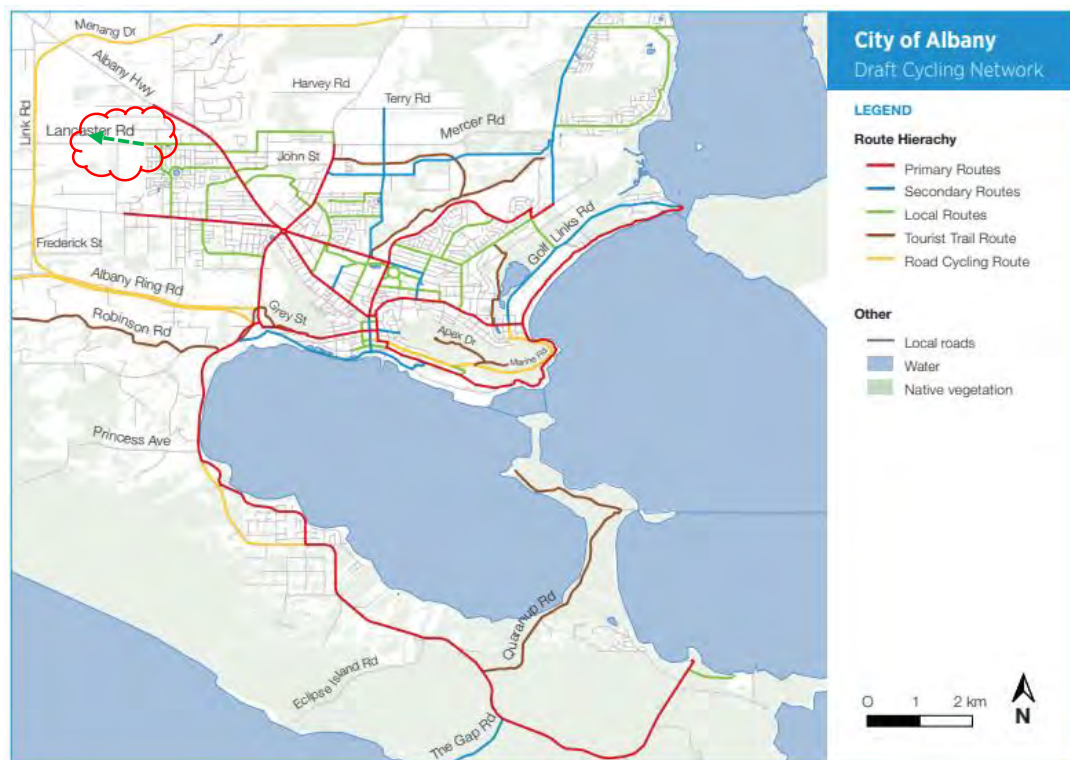 Menang Dr
Albany Hwy
Harvey Rd
Link Rd
Terry Rd
Lancaster Rd
Mercer Rd
John St
Golf Links Rd
Frederick St
Albany Ring Rd
Grey St
Robinson Rd
Apex Dr
Marine Rd
Princess Ave
Quaranup Rd
Eclipse Island Rd
The Gap Rd
City of Albany
Draft Cycling Network
LEGEND
Route Hierachy
Primary Routes
Secondary Routes
Local Routes
Tourist Trail Route
Road Cycling Route
Other
Local roads
Water
Native vegetation
0 1 2 km
N